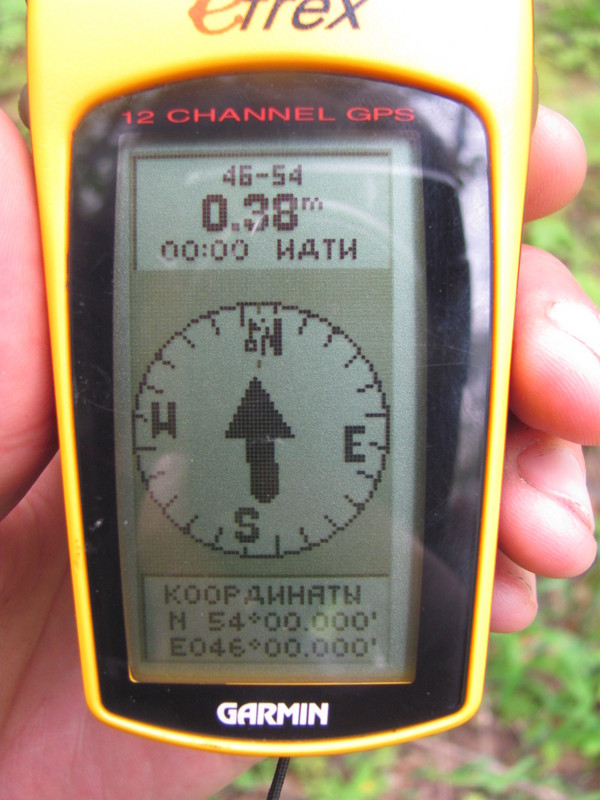 etrex
12 CHANNEL GPS
46-54
0.38m
00:00 ИДТИ
N
W
E
S
КООРДИНАТЫ
N 54°00.000'
E046°00.000'
GARMIN